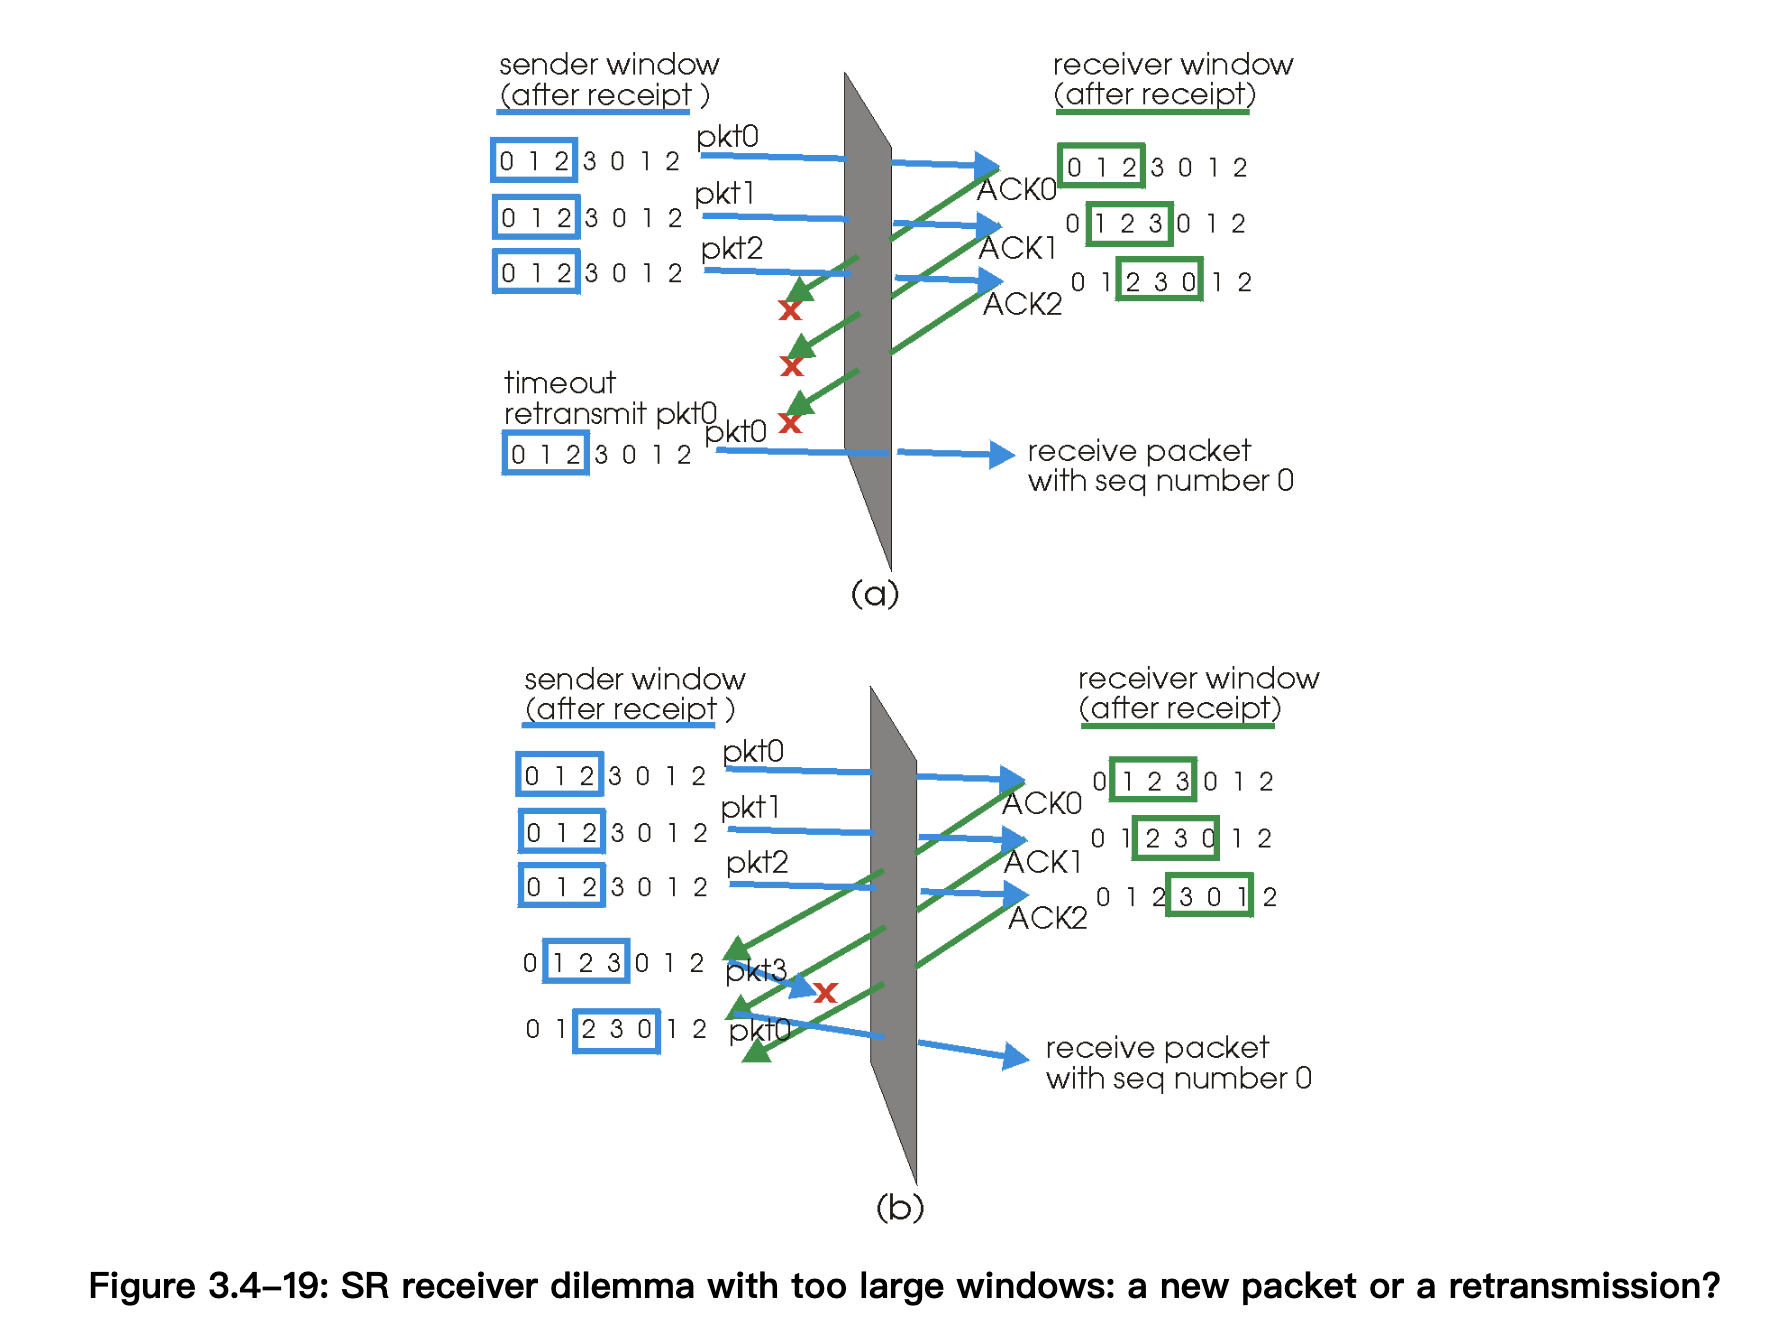 sender window
(after receipt )
receiver window
(after receipt)
0 1 2 3 0 1 2
pkt0
0 1 2 3 0 1 2
ACK0
0 1 2 3 0 1 2
pkt1
0 1 2 3 0 1 2
ACK1
0 1 2 3 0 1 2
pkt2
0 1 2 3 0 1 2
ACK2
x
x
x
timeout
retransmit pkt0
0 1 2 3 0 1 2
pkt0
receive packet
with seq number 0
(a)
sender window
(after receipt )
receiver window
(after receipt)
0 1 2 3 0 1 2
pkt0
0 1 2 3 0 1 2
ACK0
0 1 2 3 0 1 2
pkt1
0 1 2 3 0 1 2
ACK1
0 1 2 3 0 1 2
pkt2
0 1 2 3 0 1 2
ACK2
0 1 2 3 0 1 2
pkt3
x
0 1 2 3 0 1 2
pkt0
receive packet
with seq number 0
(b)
Figure 3.4–19: SR receiver dilemma with too large windows: a new packet or a retransmission?